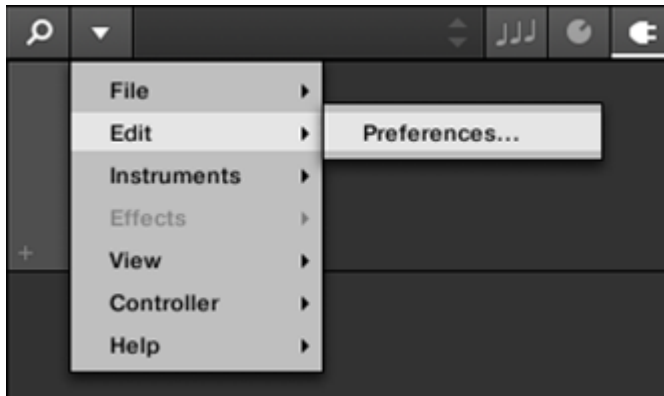 File
Edit
Preferences...
Instruments
Effects
View
Controller
Help